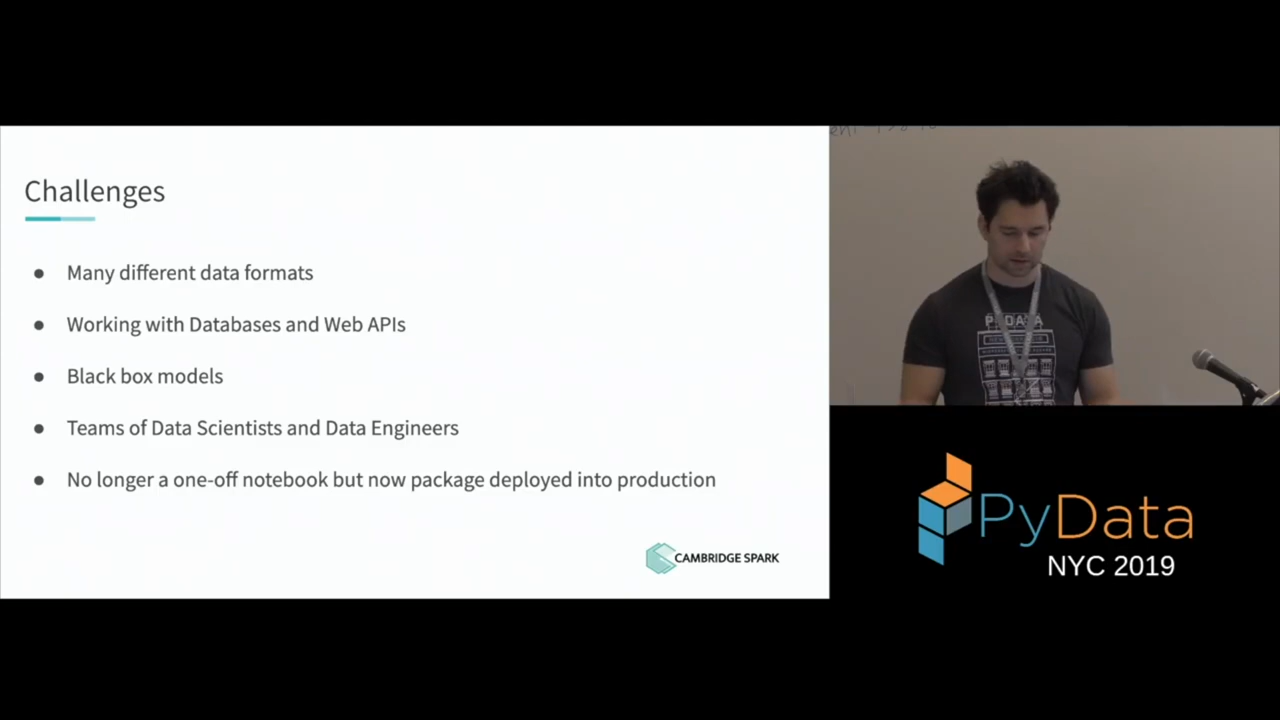 Challenges
● Many different data formats
● Working with Databases and Web APIs
● Black box models
● Teams of Data Scientists and Data Engineers
● No longer a one-off notebook but now package deployed into production
CAMBRIDGE SPARK
PYDATA
PyData
NYC 2019